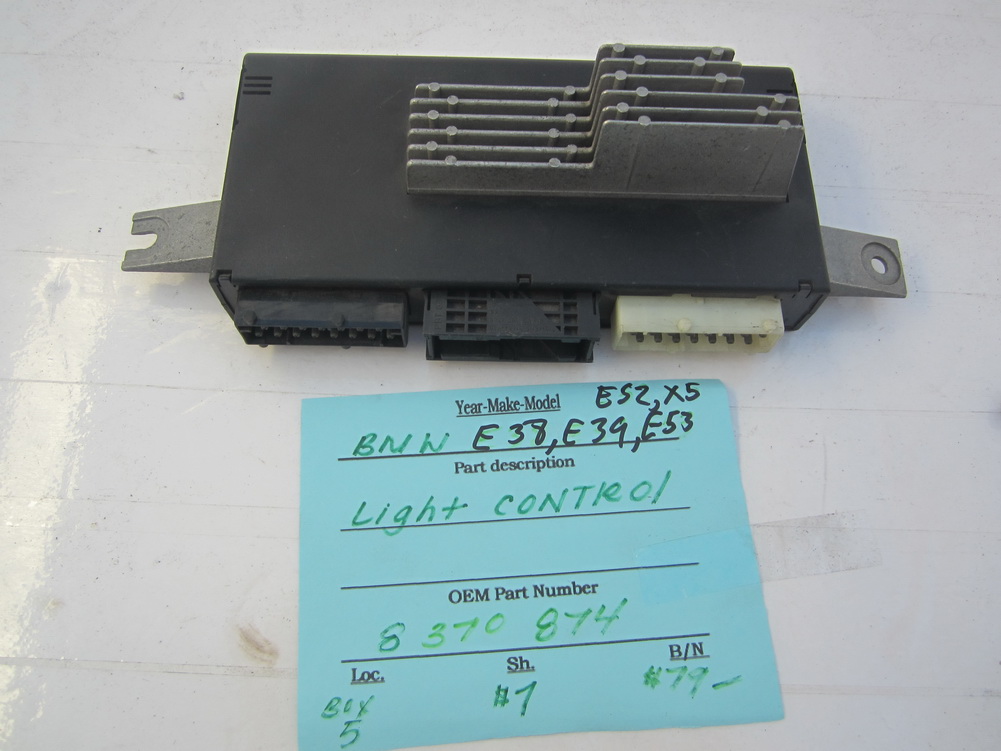 E52, X5
Year-Make-Model
BMW E38, E39, E53
Part description
Light CONTROl
OEM Part Number
8 370 874
Loc. Sh. B/N
BOX #7 #79-
5